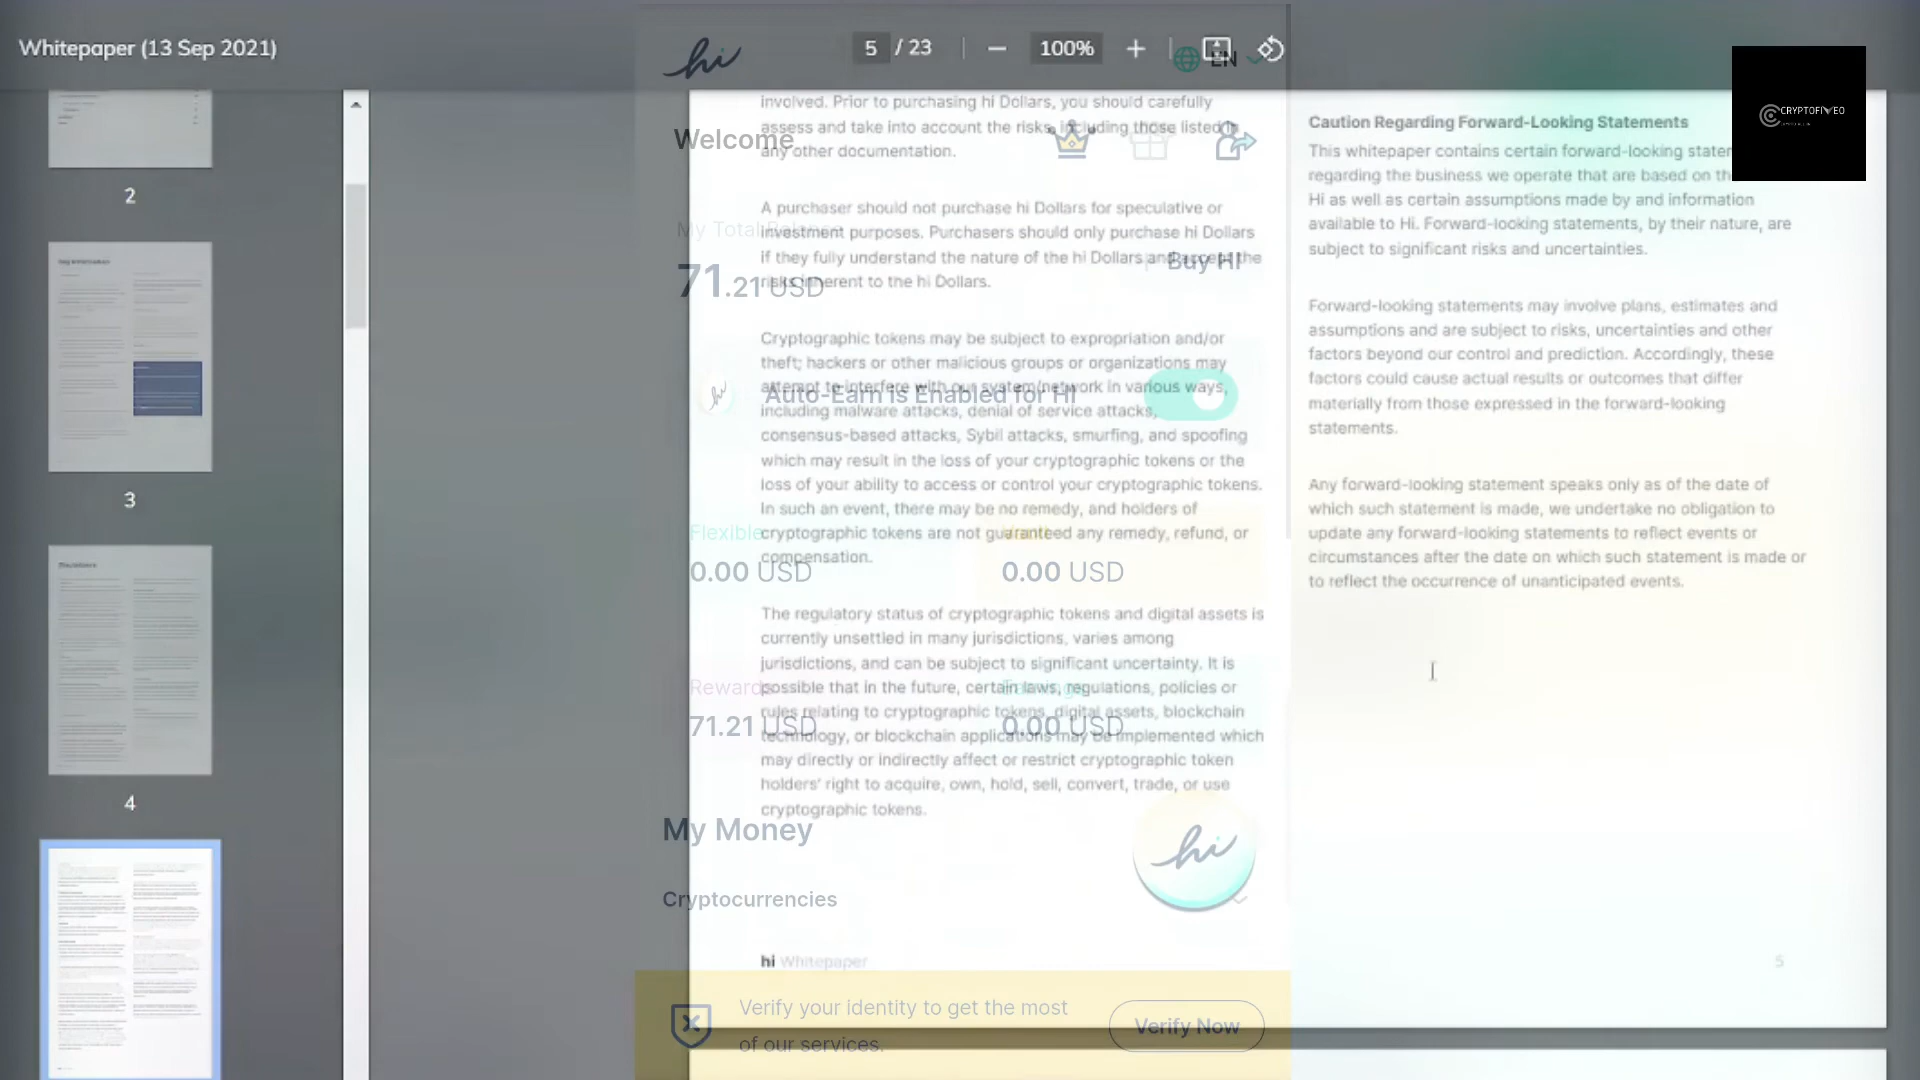 Whitepaper (13 Sep 2021)
5 / 23
100%
EN
hi
CRYPTOFIVEO
2
3
4
Welcome
My Total Balance
71.21 USD
Buy HI
Auto-Earn is Enabled for HI
Flexible
0.00 USD
Vault
0.00 USD
Rewards
71.21 USD
Earnings
0.00 USD
My Money
Cryptocurrencies
hi
Verify your identity to get the most
of our services.
Verify Now
involved. Prior to purchasing hi Dollars, you should carefully
assess and take into account the risks, including those listed in
any other documentation.
A purchaser should not purchase hi Dollars for speculative or
investment purposes. Purchasers should only purchase hi Dollars
if they fully understand the nature of the hi Dollars and accept the
risks inherent to the hi Dollars.
Cryptographic tokens may be subject to expropriation and/or
theft; hackers or other malicious groups or organizations may
attempt to interfere with our system/network in various ways,
including malware attacks, denial of service attacks,
consensus-based attacks, Sybil attacks, smurfing, and spoofing
which may result in the loss of your cryptographic tokens or the
loss of your ability to access or control your cryptographic tokens.
In such an event, there may be no remedy, and holders of
cryptographic tokens are not guaranteed any remedy, refund, or
compensation.
The regulatory status of cryptographic tokens and digital assets is
currently unsettled in many jurisdictions, varies among
jurisdictions, and can be subject to significant uncertainty. It is
possible that in the future, certain laws, regulations, policies or
rules relating to cryptographic tokens, digital assets, blockchain
technology, or blockchain applications may be implemented which
may directly or indirectly affect or restrict cryptographic token
holders' right to acquire, own, hold, sell, convert, trade, or use
cryptographic tokens.
hi Whitepaper
Caution Regarding Forward-Looking Statements
This whitepaper contains certain forward-looking
regarding the business we operate that are based on
Hi as well as certain assumptions made by and information
available to Hi. Forward-looking statements, by their nature, are
subject to significant risks and uncertainties.
Forward-looking statements may involve plans, estimates and
assumptions and are subject to risks, uncertainties and other
factors beyond our control and prediction. Accordingly, these
factors could cause actual results or outcomes that differ
materially from those expressed in the forward-looking
statements.
Any forward-looking statement speaks only as of the date of
which such statement is made, we undertake no obligation to
update any forward-looking statements to reflect events or
circumstances after the date on which such statement is made or
to reflect the occurrence of unanticipated events.
5